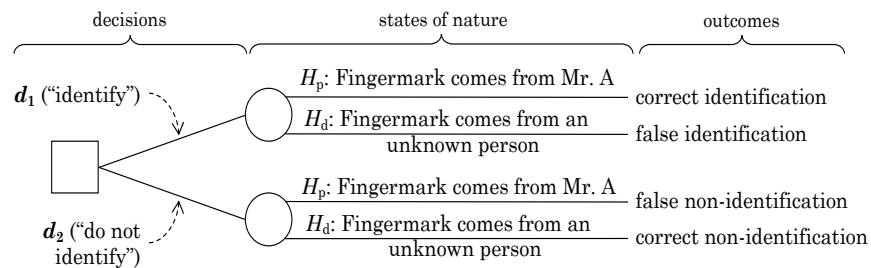 decisions
states of nature
outcomes
d₁ (“identify”)
Hₚ: Fingermark comes from Mr. A
correct identification
H_d: Fingermark comes from an
unknown person
false identification
d₂ (“do not
identify”)
Hₚ: Fingermark comes from Mr. A
false non-identification
H_d: Fingermark comes from an
unknown person
correct non-identification